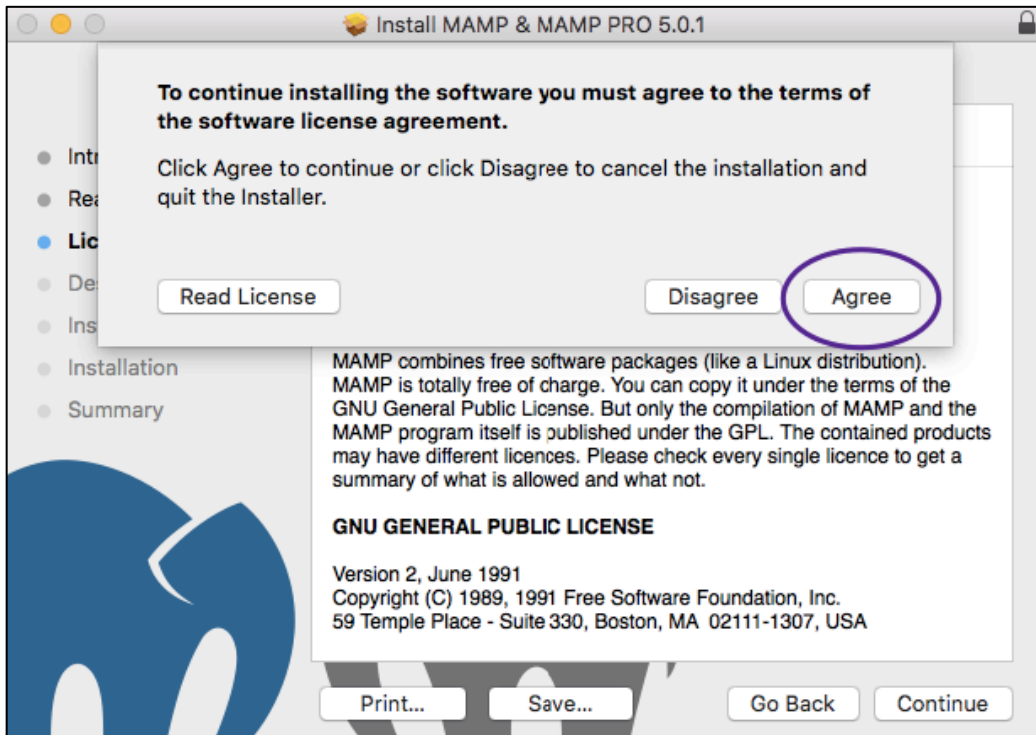 Install MAMP & MAMP PRO 5.0.1
To continue installing the software you must agree to the terms of
the software license agreement.
Click Agree to continue or click Disagree to cancel the installation and
quit the Installer.
Read License
Disagree
Agree
Intr
Rea
Lic
De
Ins
Installation
Summary
MAMP combines free software packages (like a Linux distribution).
MAMP is totally free of charge. You can copy it under the terms of the
GNU General Public License. But only the compilation of MAMP and the
MAMP program itself is published under the GPL. The contained products
may have different licences. Please check every single licence to get a
summary of what is allowed and what not.
GNU GENERAL PUBLIC LICENSE
Version 2, June 1991
Copyright (C) 1989, 1991 Free Software Foundation, Inc.
59 Temple Place - Suite 330, Boston, MA 02111-1307, USA
Print...
Save...
Go Back
Continue